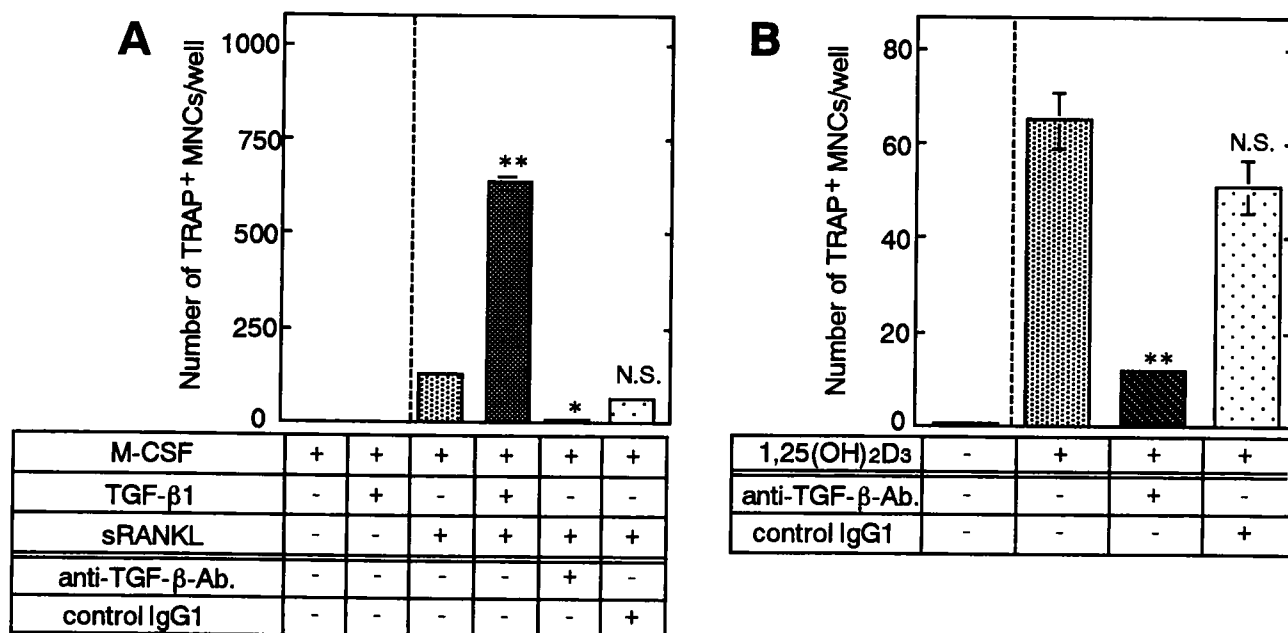 A
Number of TRAP+ MNCs/well
1000
750
500
250
0
**
*
N.S.
M-CSF + + + + + +
TGF-β1 - + - + - -
sRANKL - - + + + +
anti-TGF-β-Ab. - - - - + -
control IgG1 - - - - - +
B
Number of TRAP+ MNCs/well
80
60
40
20
0
**
N.S.
1,25(OH)2D3 - + + +
anti-TGF-β-Ab. - - + -
control IgG1 - - - +